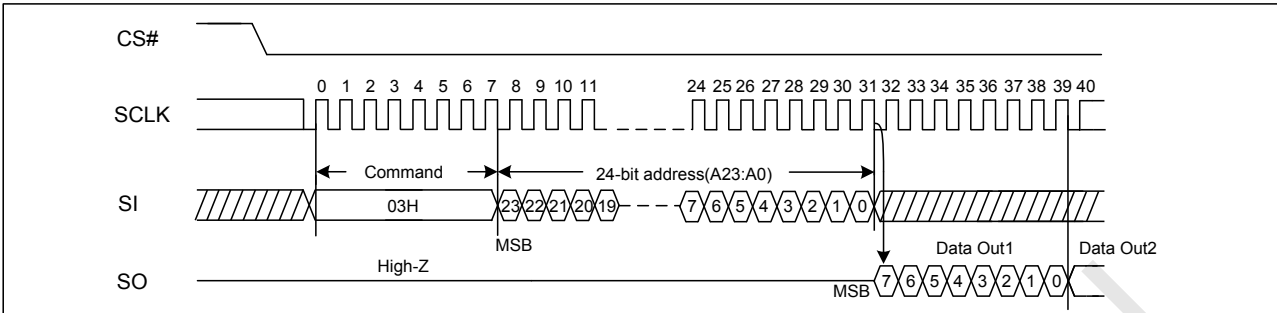 CS#
0 1 2 3 4 5 6 7 8 9 10 11 24 25 26 27 28 29 30 31 32 33 34 35 36 37 38 39 40
SCLK
Command 24-bit address(A23:A0)
SI 03H 23 22 21 20 19 7 6 5 4 3 2 1 0
MSB Data Out1 Data Out2
High-Z
SO MSB 7 6 5 4 3 2 1 0